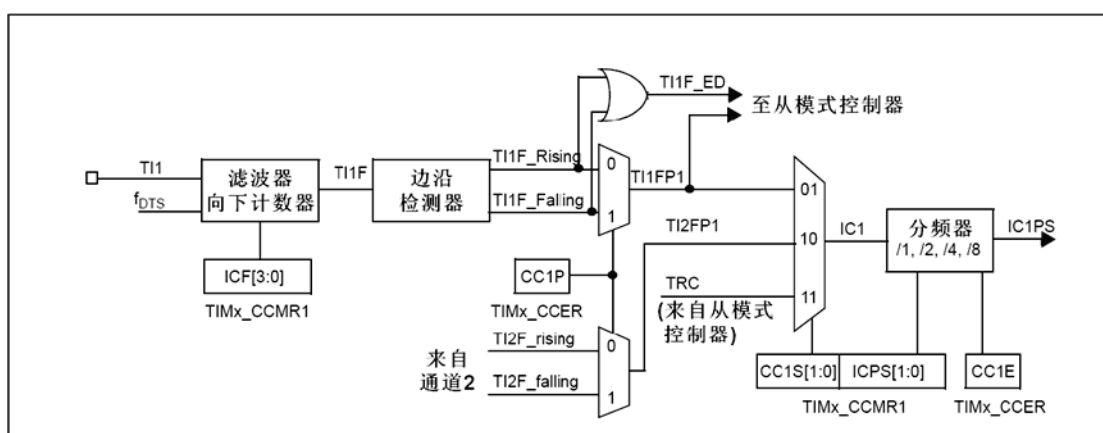 TI1F_ED
至从模式控制器
TI1
f_DTS
滤波器
向下计数器
TI1F
边沿
检测器
TI1F_Rising
TI1F_Falling
0
1
TI1FP1
01
TI2FP1
10
IC1
分频器
/1, /2, /4, /8
IC1PS
ICF[3:0]
TIMx_CCMR1
CC1P
TIMx_CCER
TRC
11
(来自从模式
控制器)
来自
通道2
TI2F_rising
TI2F_falling
0
1
CC1S[1:0]
ICPS[1:0]
TIMx_CCMR1
CC1E
TIMx_CCER